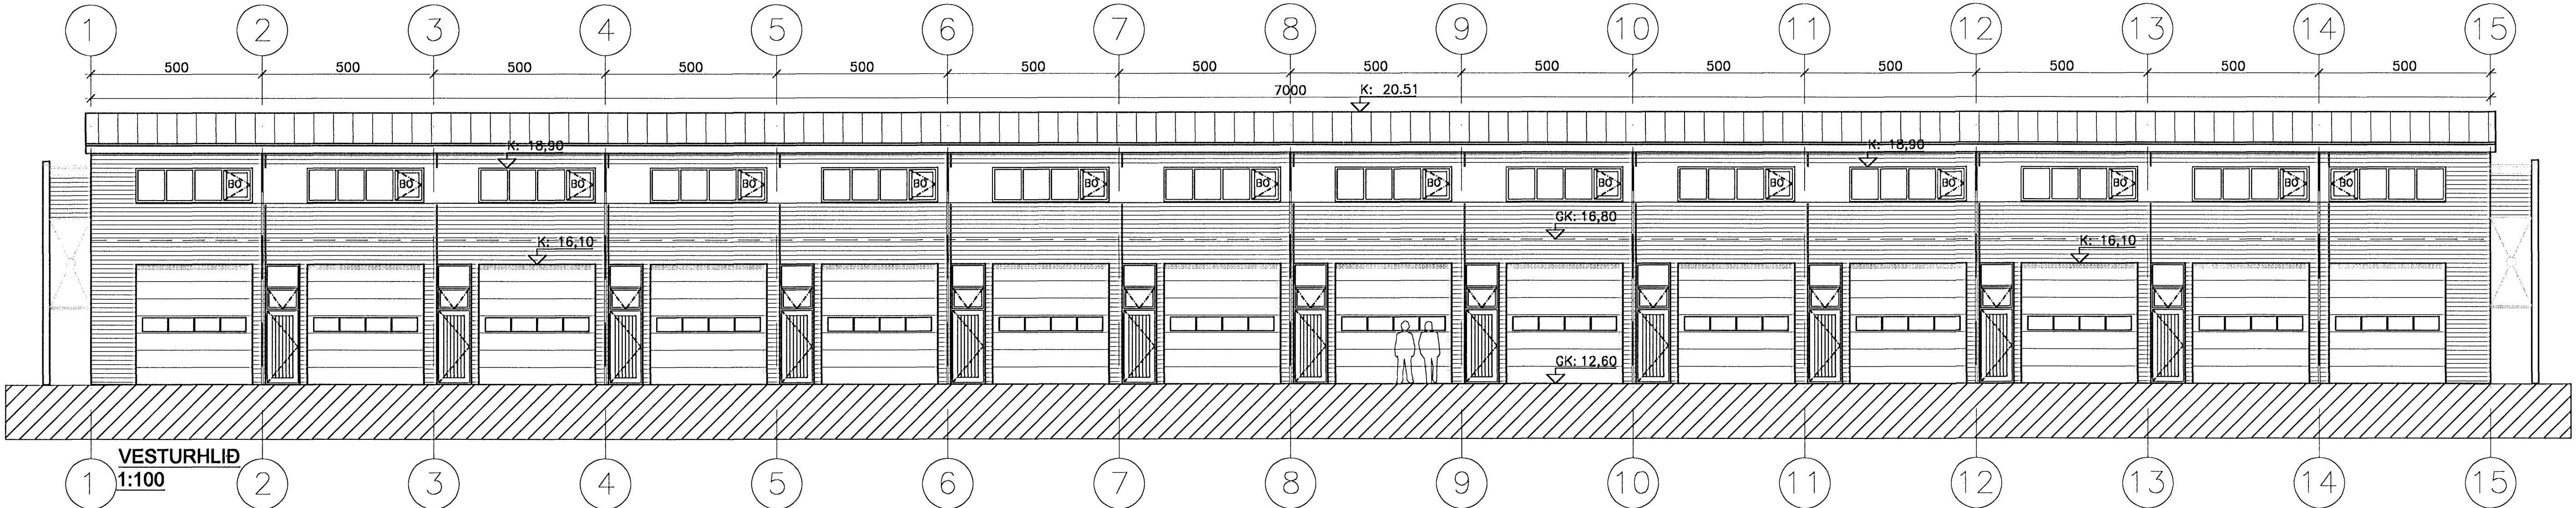 1 2 3 4 5 6 7 8 9 10 11 12 13 14 15
500 500 500 500 500 500 500 500 500 500 500 500 500 500
7000 K: 20.51
K: 18,90 K: 18,90
BO BO BO BO BO BO BO BO BO BO BO BO BO BO
GK: 16,80
K: 16,10 K: 16,10
GK: 12,60
VESTURHLIÐ
1:100
1 2 3 4 5 6 7 8 9 10 11 12 13 14 15